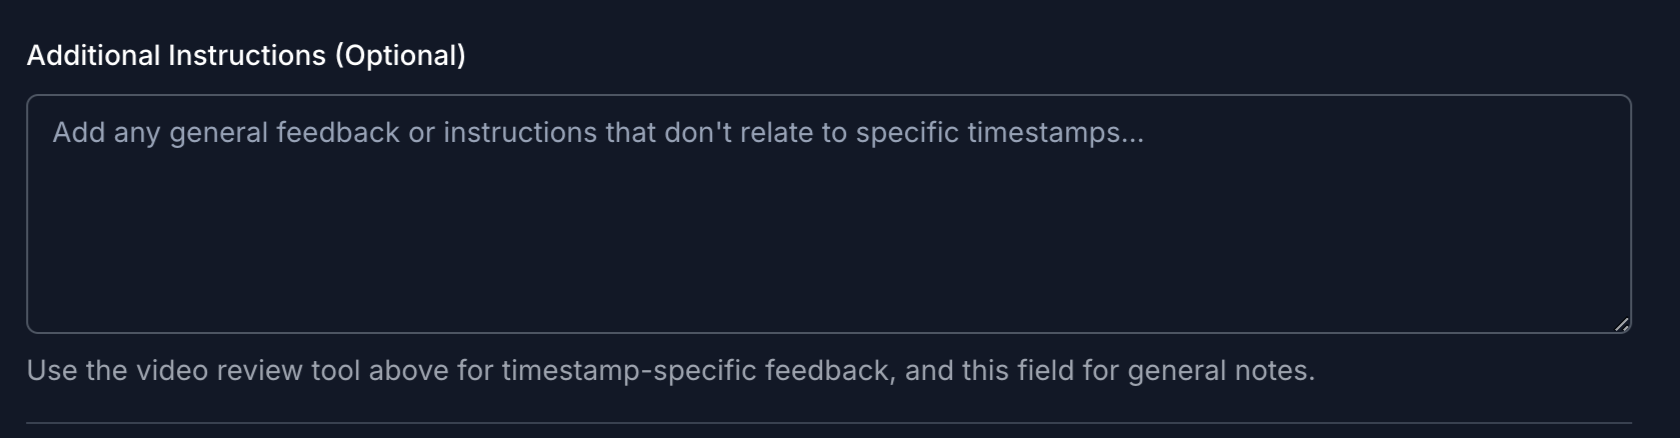 Additional Instructions (Optional)
Add any general feedback or instructions that don't relate to specific timestamps...
Use the video review tool above for timestamp-specific feedback, and this field for general notes.